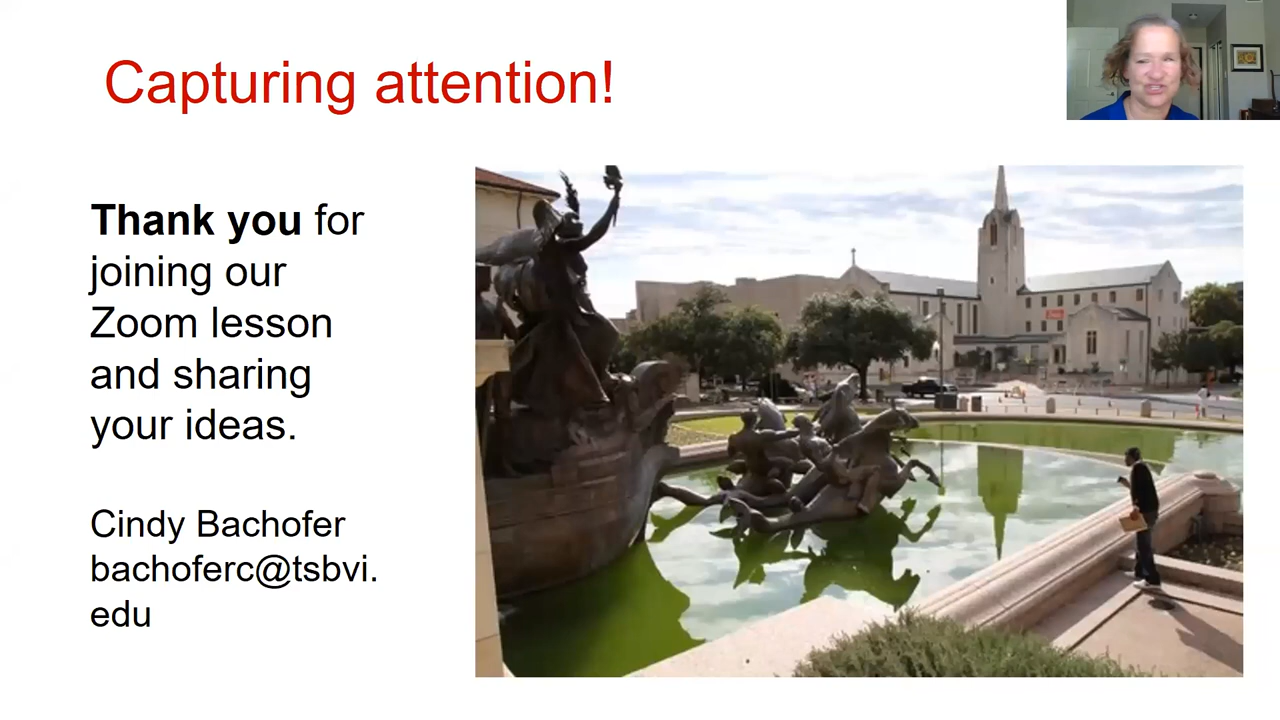 Capturing attention!
Thank you for
joining our
Zoom lesson
and sharing
your ideas.
Cindy Bachofer
bachoferc@tsbvi.
edu